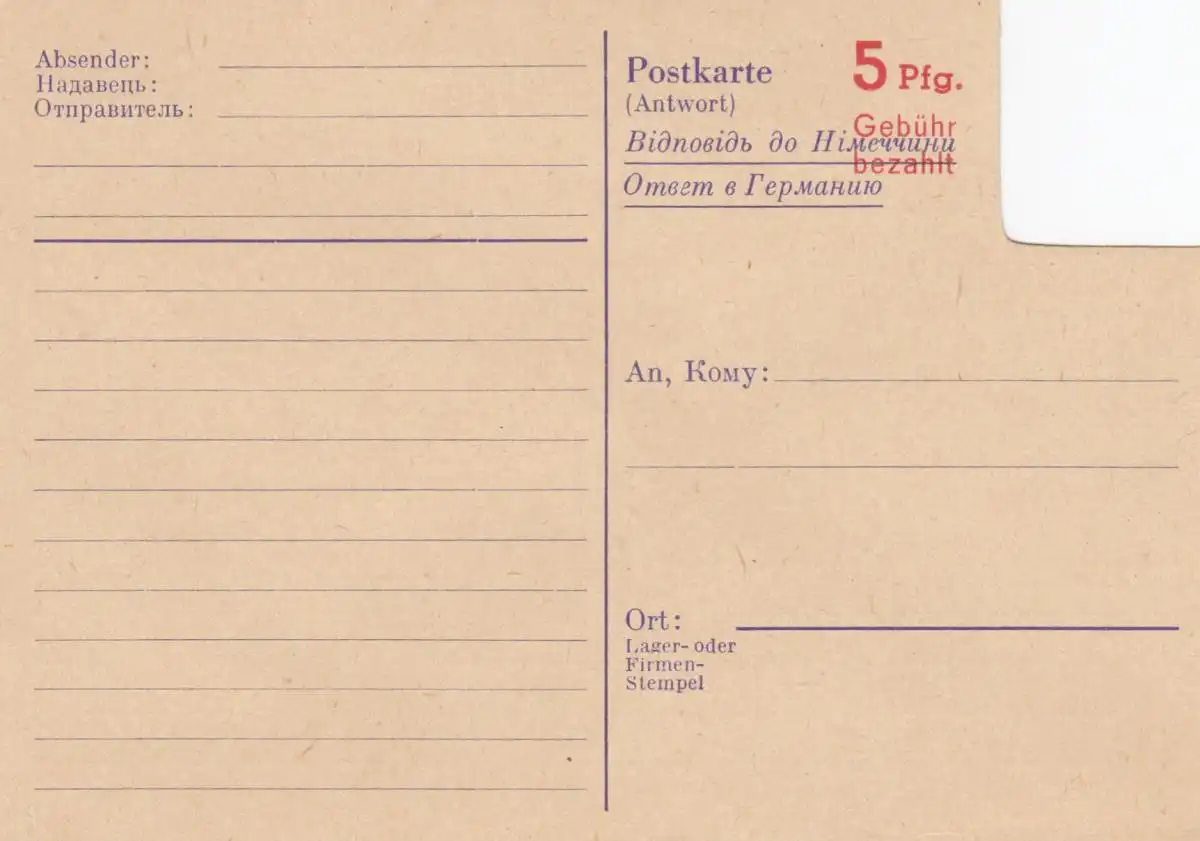 Absender:
Надавець:
Отправитель:
Postkarte
(Antwort)
Відповідь до Німеччини
Ответ в Германию
5 Pfg.
Gebühr
bezahlt
An, Кому:
Ort:
Lager- oder
Firmen-
Stempel